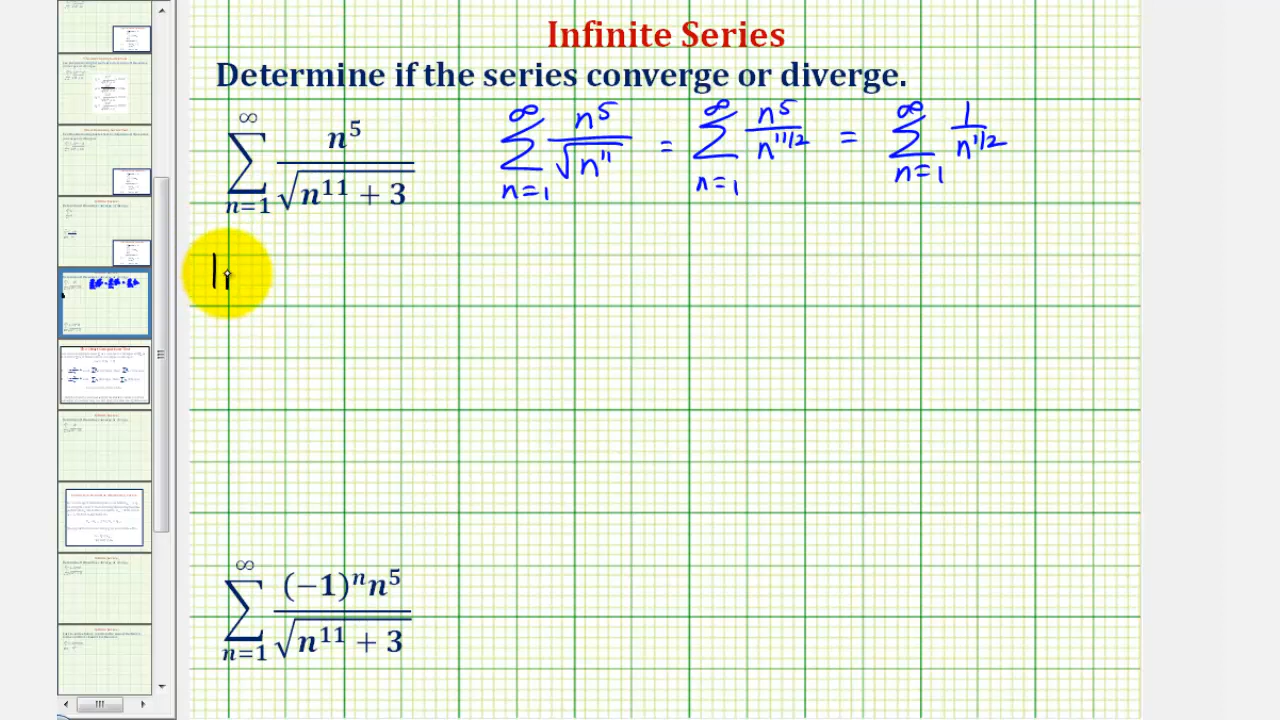 Infinite Series
Determine if the series converge or diverge.
∑_{n=1}^{∞} n^5 / √(n^11 + 3)
∑_{n=1}^{∞} n^5 / √(n^11) = ∑_{n=1}^{∞} n^5 / n^{11/2} = ∑_{n=1}^{∞} 1 / n^{1/2}
li
∑_{n=1}^{∞} (−1)^n n^5 / √(n^11 + 3)